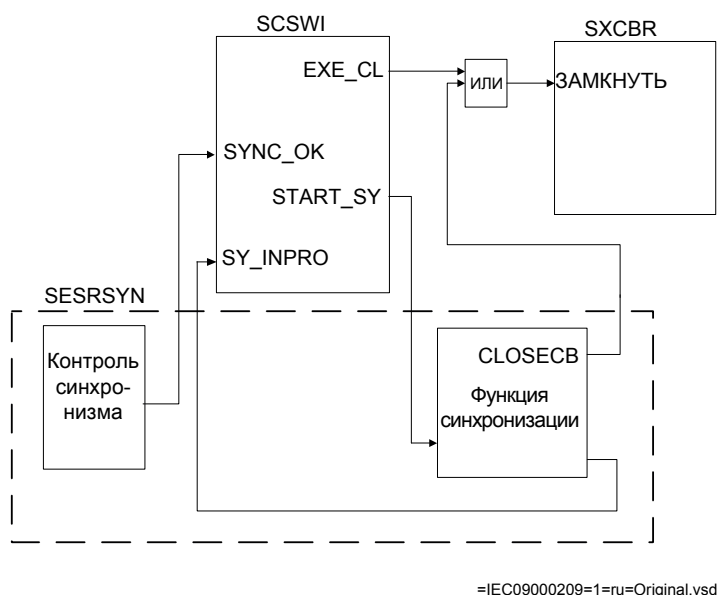 SCSWI
SXCBR
EXE_CL
ИЛИ
ЗАМКНУТЬ
SYNC_OK
START_SY
SY_INPRO
SESRSYN
Контроль
синхро-
низма
CLOSECB
Функция
синхронизации
=IEC09000209=1=ru=Original.vsd